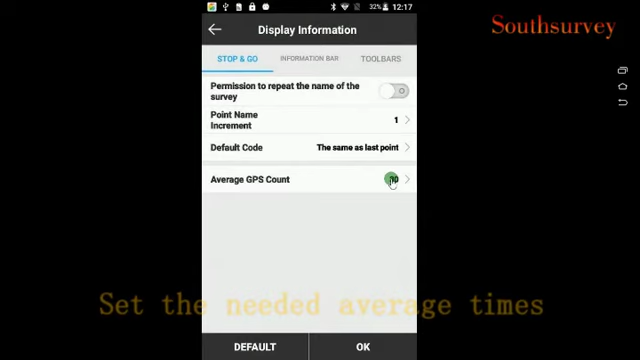 Southsurvey
32% 12:17
Display Information
STOP & GO INFORMATION BAR TOOLBARS
Permission to repeat the name of the
survey
Point Name
Increment
1
Default Code The same as last point
Average GPS Count
Set the needed average times
DEFAULT OK